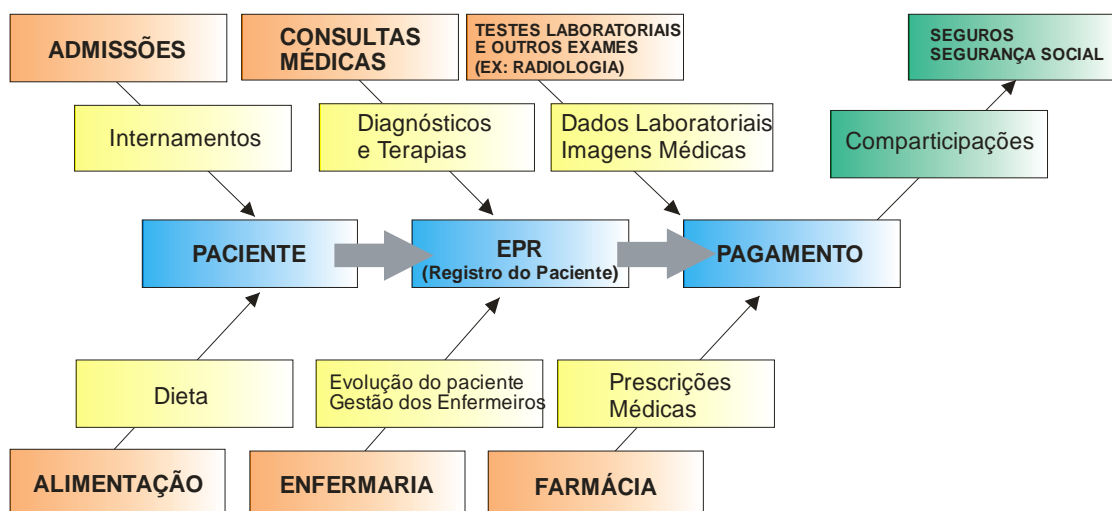 ADMISSÕES
CONSULTAS
MÉDICAS
TESTES LABORATORIAIS
E OUTROS EXAMES
(EX: RADIOLOGIA)
SEGUROS
SEGURANÇA SOCIAL
Internamentos
Diagnósticos
e Terapias
Dados Laboratoriais
Imagens Médicas
Comparticipações
PACIENTE
EPR
(Registro do Paciente)
PAGAMENTO
Dieta
Evolução do paciente
Gestão dos Enfermeiros
Prescrições
Médicas
ALIMENTAÇÃO
ENFERMARIA
FARMÁCIA